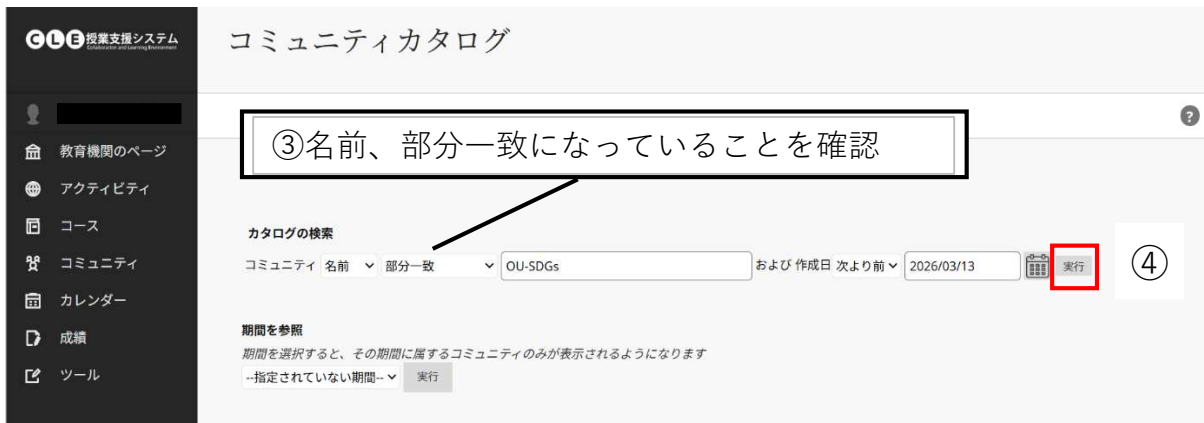 CLE授業支援システム
Collaboration and Learning Environment
コミュニティカタログ
教育機関のページ
アクティビティ
コース
コミュニティ
カレンダー
成績
ツール
③名前、部分一致になっていることを確認
カタログの検索
コミュニティ 名前 部分一致 OU-SDGs および 作成日 次より前 2026/03/13 実行
④
期間を参照
期間を選択すると、その期間に属するコミュニティのみが表示されるようになります
--指定されていない期間-- 実行
?